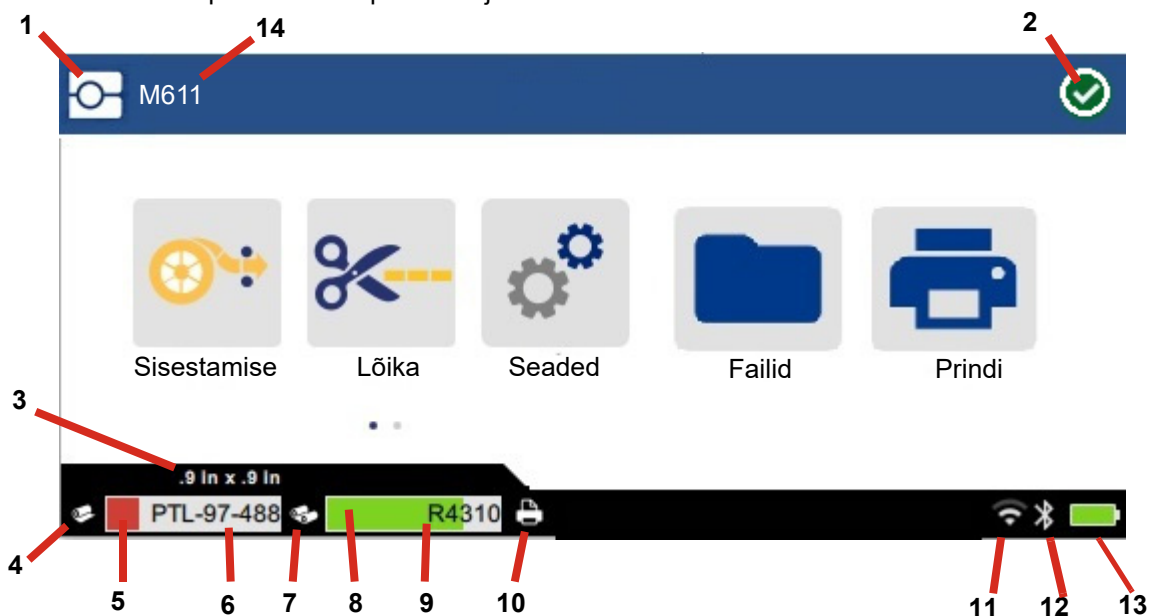 1 14 2
M611
Sisestamise Lõika Seaded Failid Prindi
3
.9 In x .9 In
PTL-97-488 R4310
4 5 6 7 8 9 10 11 12 13